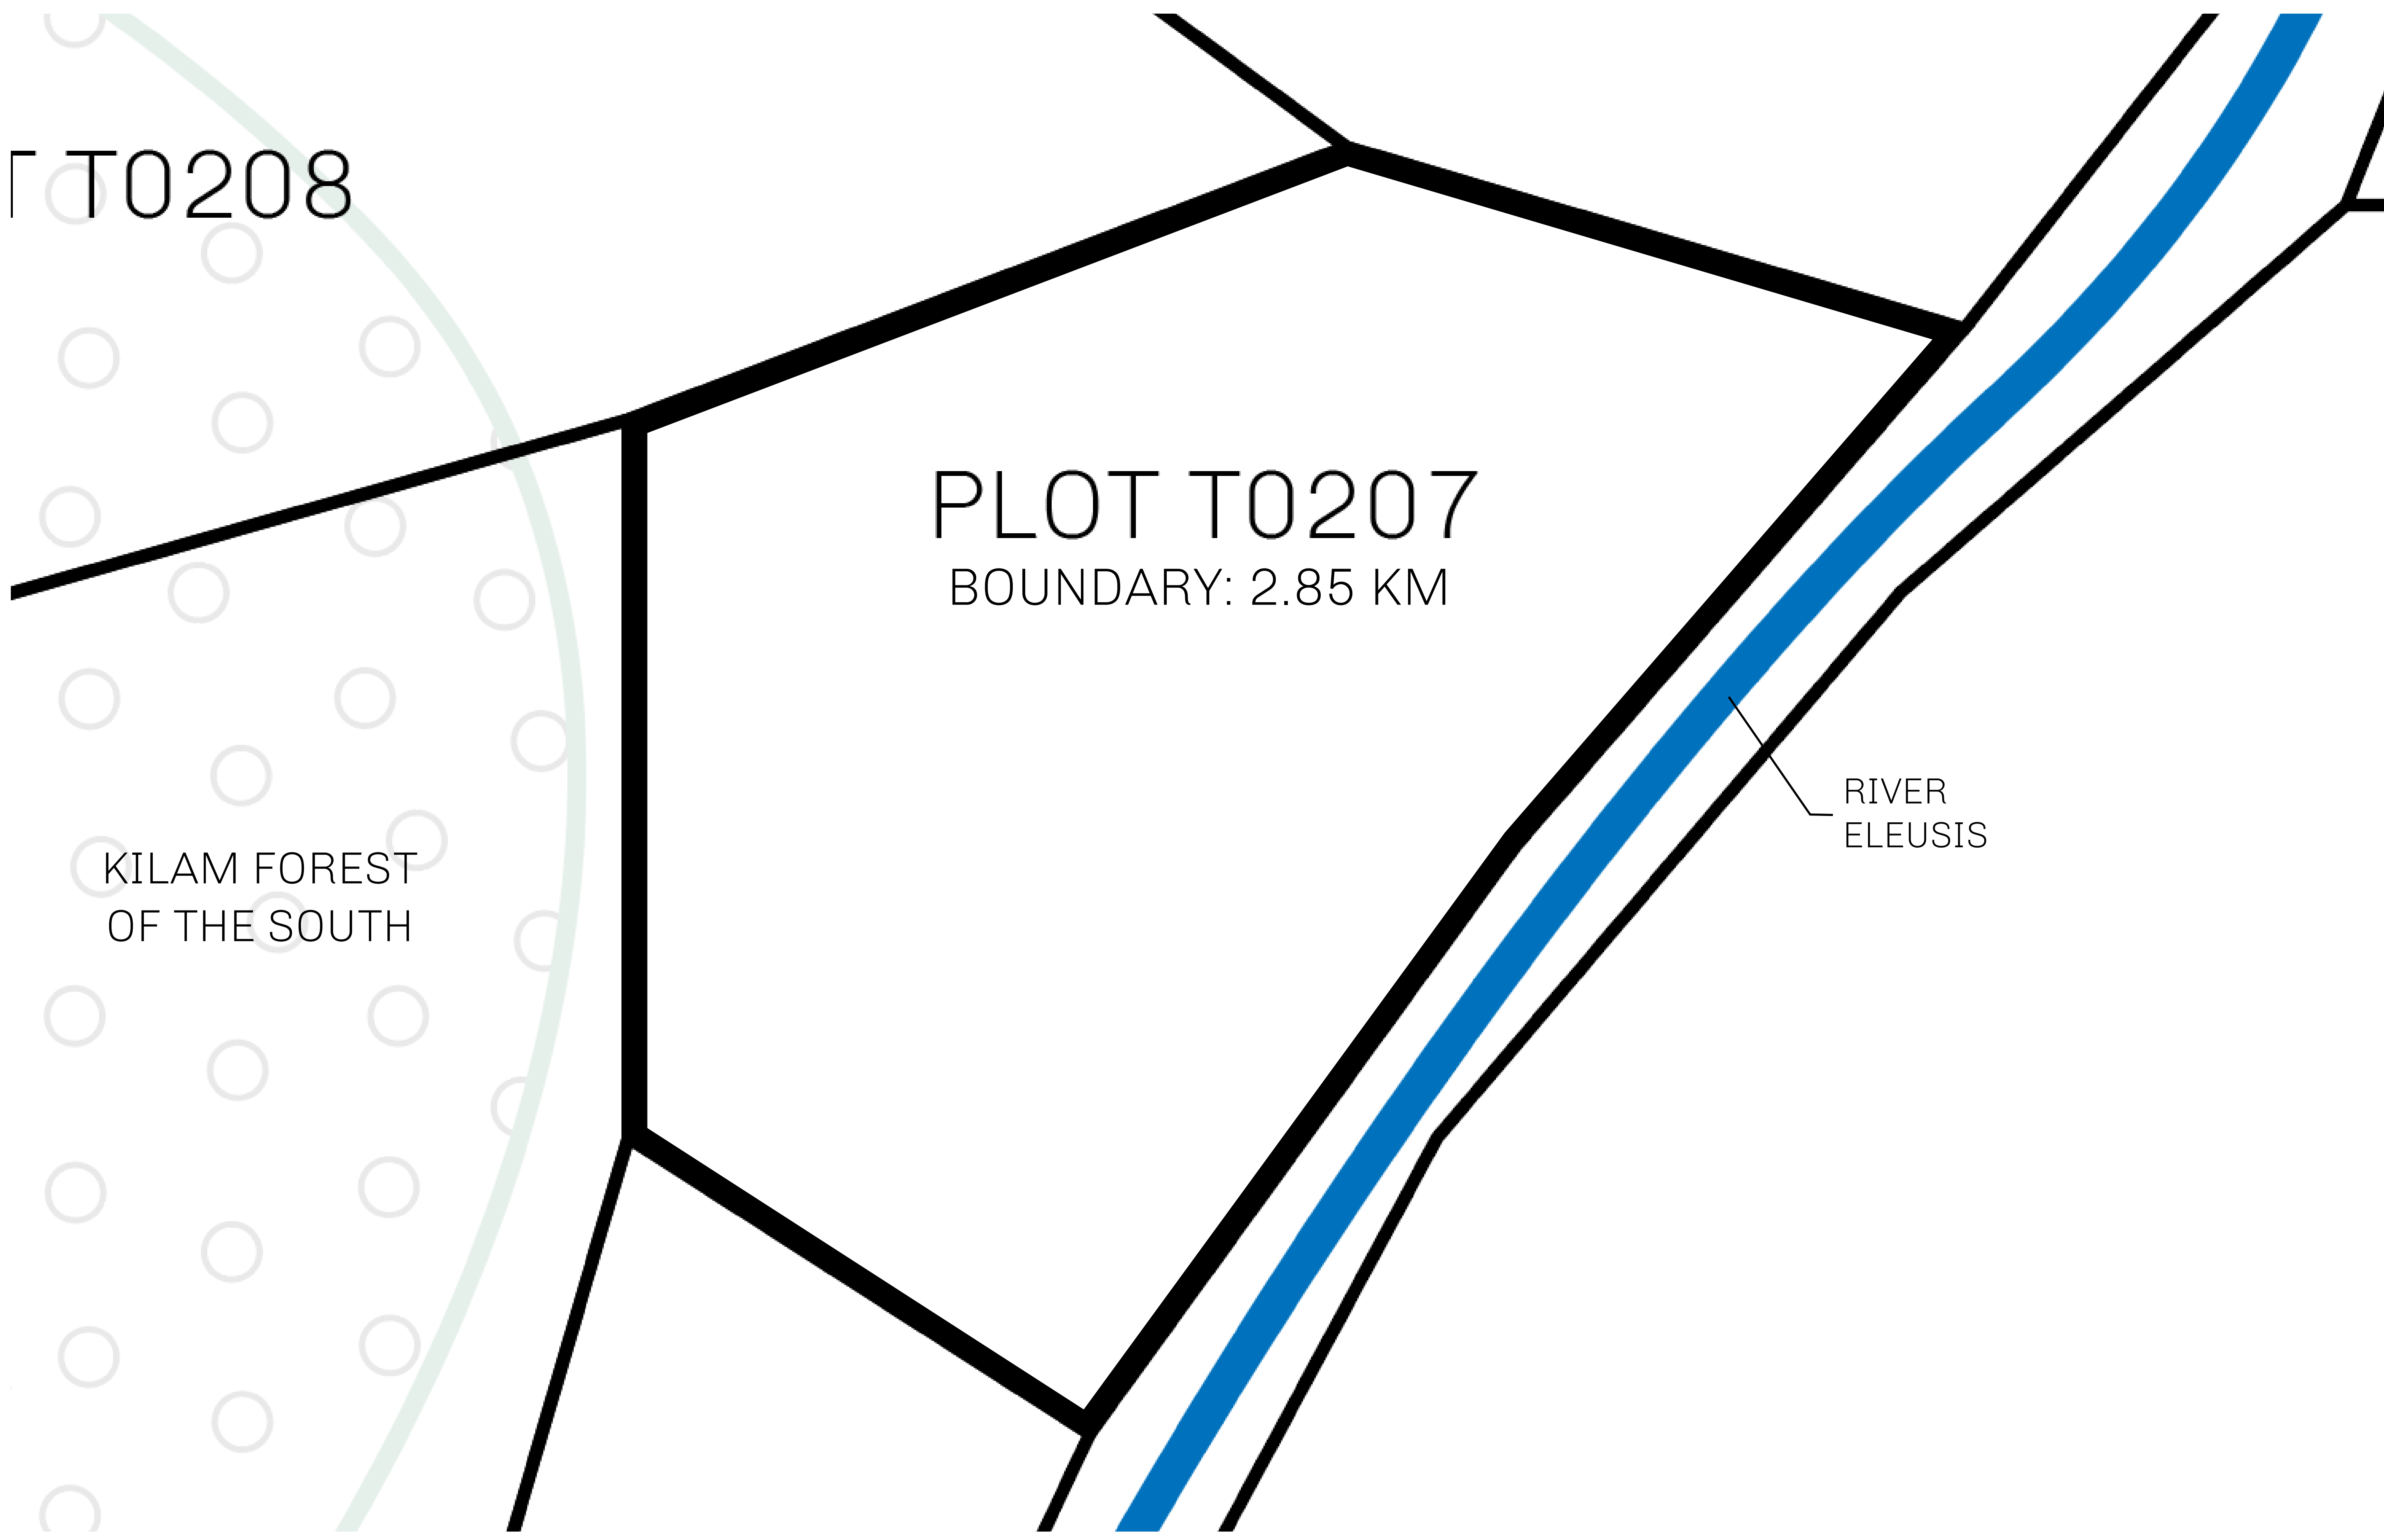 T0208
PLOT T0207
BOUNDARY: 2.85 KM
RIVER
ELEUSIS
KILAM FOREST
OF THE SOUTH